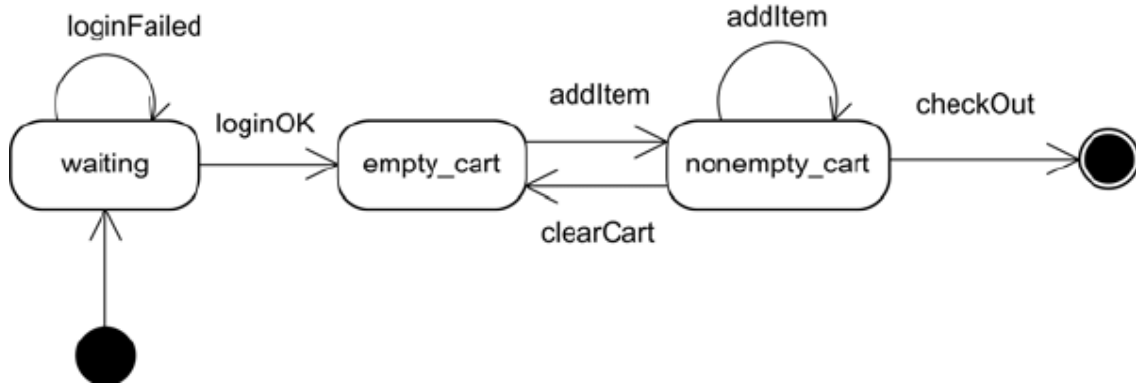 loginFailed
addItem
addItem
checkOut
loginOK
waiting
empty_cart
nonempty_cart
clearCart